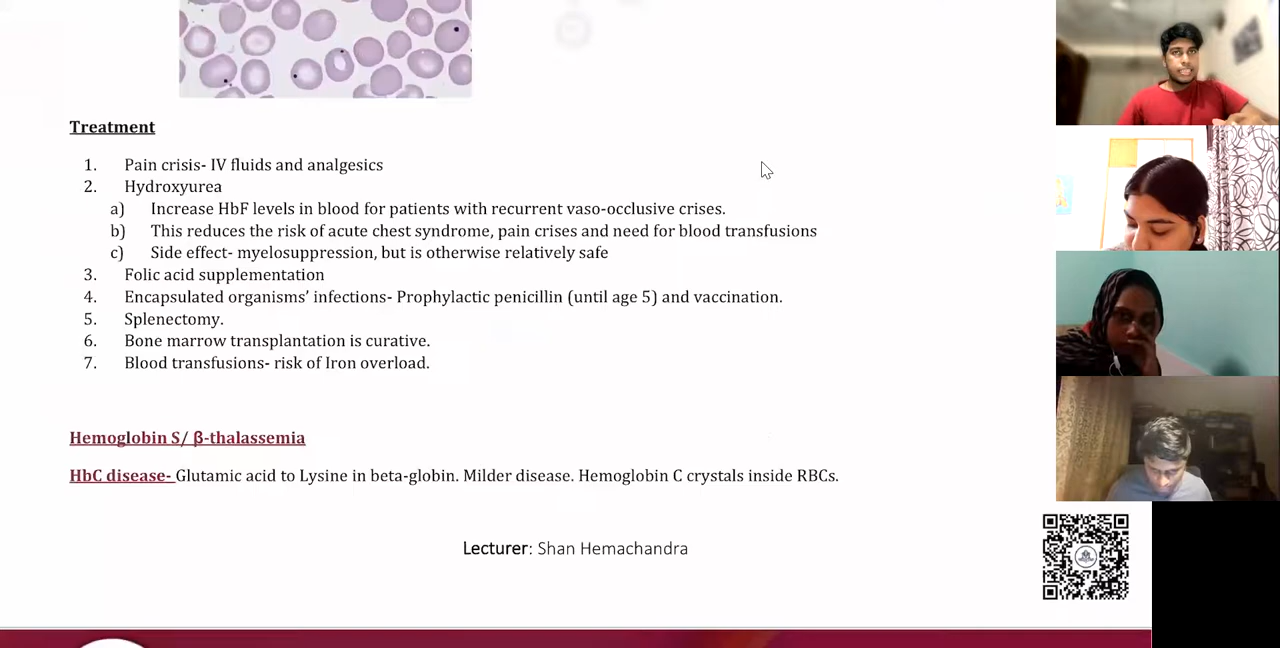 Treatment
1. Pain crisis- IV fluids and analgesics
2. Hydroxyurea
a) Increase HbF levels in blood for patients with recurrent vaso-occlusive crises.
b) This reduces the risk of acute chest syndrome, pain crises and need for blood transfusions
c) Side effect- myelosuppression, but is otherwise relatively safe
3. Folic acid supplementation
4. Encapsulated organisms’ infections- Prophylactic penicillin (until age 5) and vaccination.
5. Splenectomy.
6. Bone marrow transplantation is curative.
7. Blood transfusions- risk of Iron overload.
Hemoglobin S/ β-thalassemia
HbC disease- Glutamic acid to Lysine in beta-globin. Milder disease. Hemoglobin C crystals inside RBCs.
Lecturer: Shan Hemachandra